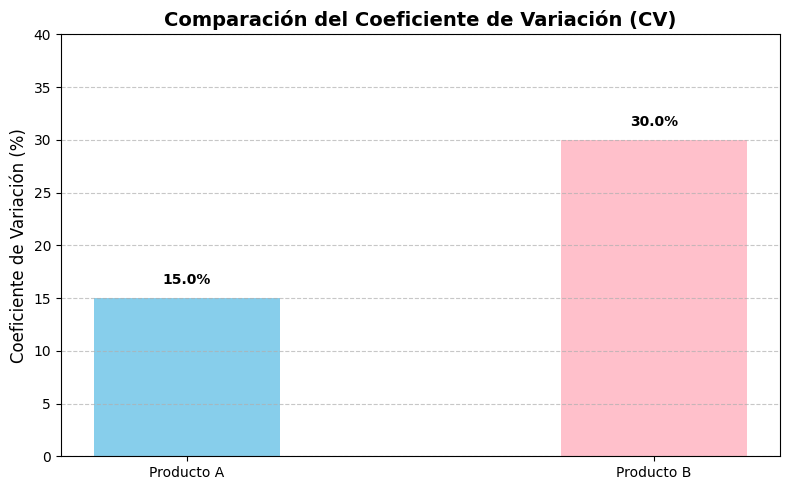 Comparación del Coeficiente de Variación (CV)
Coeficiente de Variación (%)
40
35
30
25
20
15
10
5
0
15.0%
30.0%
Producto A
Producto B